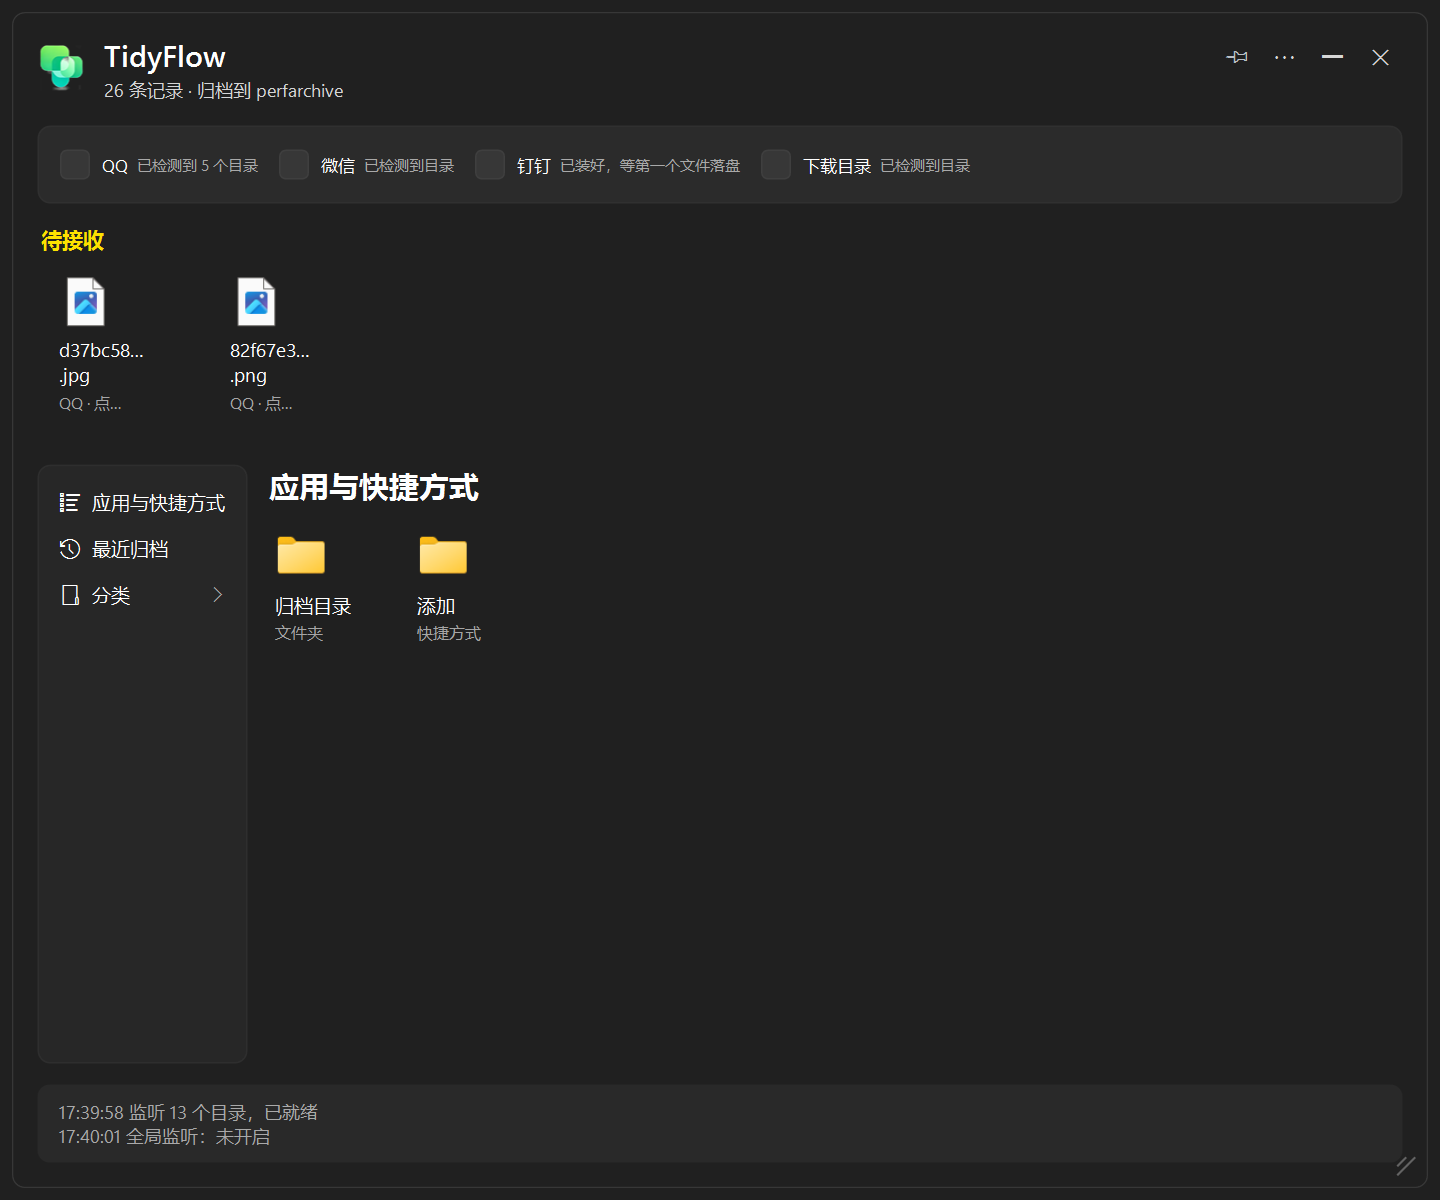 TidyFlow
26 条记录 · 归档到 perfarchive
QQ 已检测到 5 个目录 微信 已检测到目录 钉钉 已装好，等第一个文件落盘 下载目录 已检测到目录
待接收
d37bc58...
.jpg
QQ · 点...
82f67e3...
.png
QQ · 点...
应用与快捷方式
最近归档
分类
应用与快捷方式
归档目录
文件夹
添加
快捷方式
17:39:58 监听 13 个目录，已就绪
17:40:01 全局监听：未开启